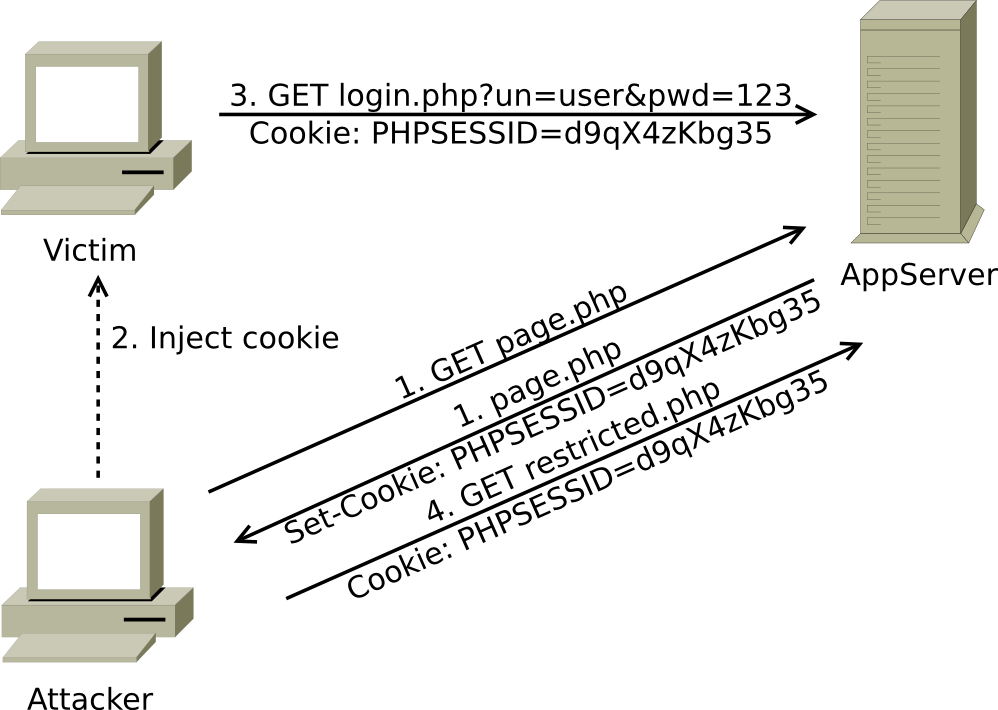 3. GET login.php?un=user&pwd=123
Cookie: PHPSESSID=d9qX4zKbg35
Victim
AppServer
2. Inject cookie
1. GET page.php
1. page.php
Set-Cookie: PHPSESSID=d9qX4zKbg35
4. GET restricted.php
Cookie: PHPSESSID=d9qX4zKbg35
Attacker